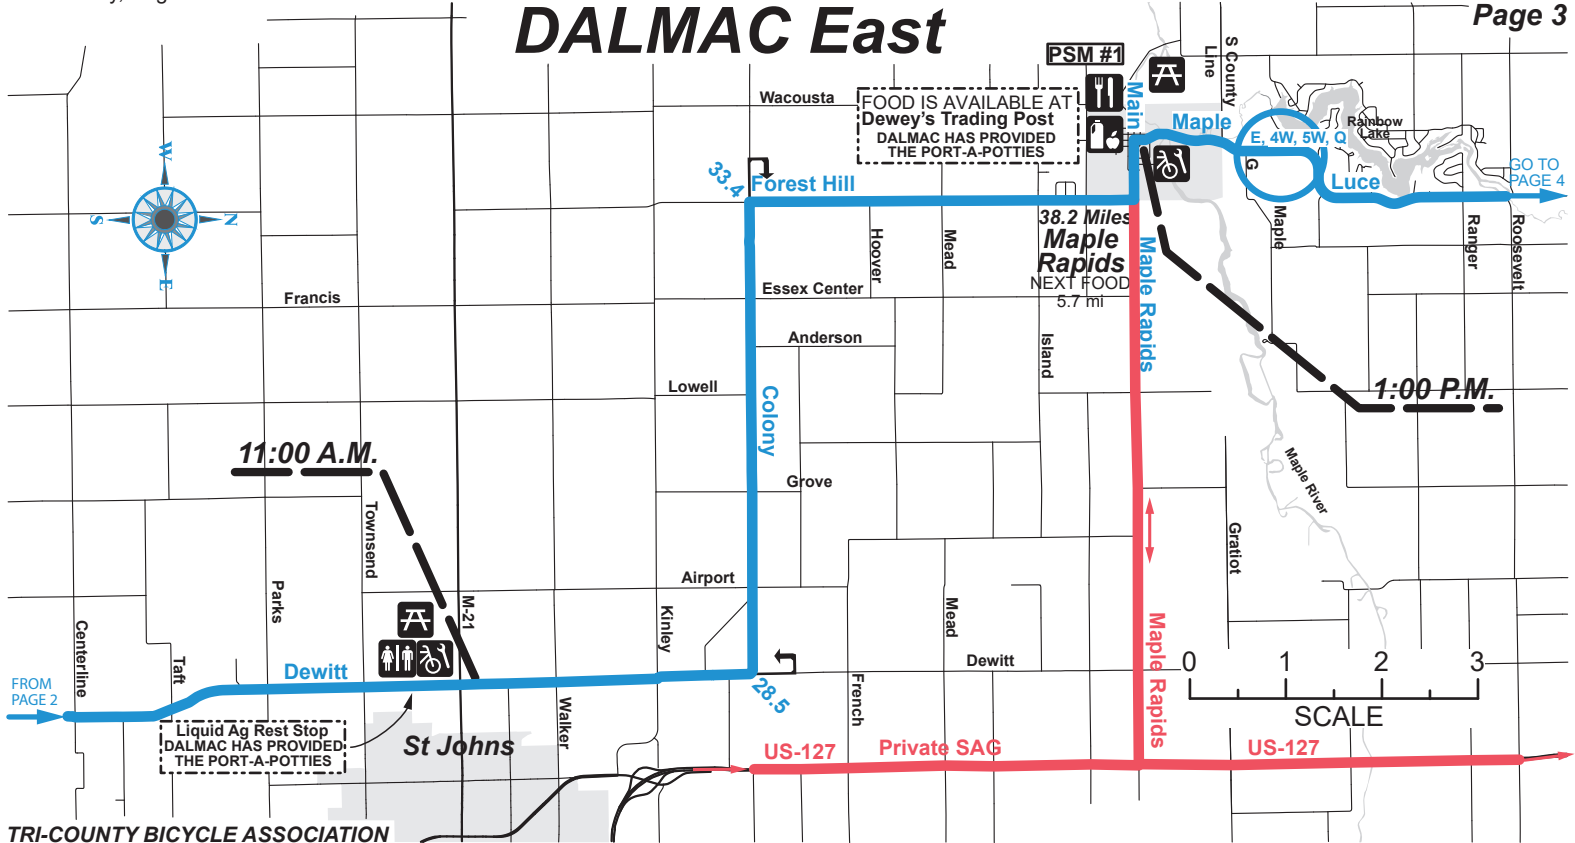 DALMAC East
Page 3
PSM #1
FOOD IS AVAILABLE AT
Dewey's Trading Post
DALMAC HAS PROVIDED
THE PORT-A-POTTIES
Wacousta
Main
Maple
S County
Line
E, 4W, 5W, Q
G
Rainbow
Lake
GO TO
PAGE 4
Luce
33.4
Forest Hill
38.2 Miles
Maple
Rapids
NEXT FOOD
5.7 mi
Maple Rapids
Maple
Ranger
Roosevelt
W
S
N
E
Hoover
Mead
Francis
Essex Center
Anderson
Island
Lowell
Colony
1:00 P.M.
11:00 A.M.
Grove
Maple River
Townsend
Gratiot
Airport
Parks
M-21
Kinley
Mead
Centerline
Taft
Dewitt
Dewitt
Maple Rapids
0 1 2 3
SCALE
FROM
PAGE 2
28.5
French
Walker
Liquid Ag Rest Stop
DALMAC HAS PROVIDED
THE PORT-A-POTTIES
St Johns
US-127
Private SAG
US-127
TRI-COUNTY BICYCLE ASSOCIATION